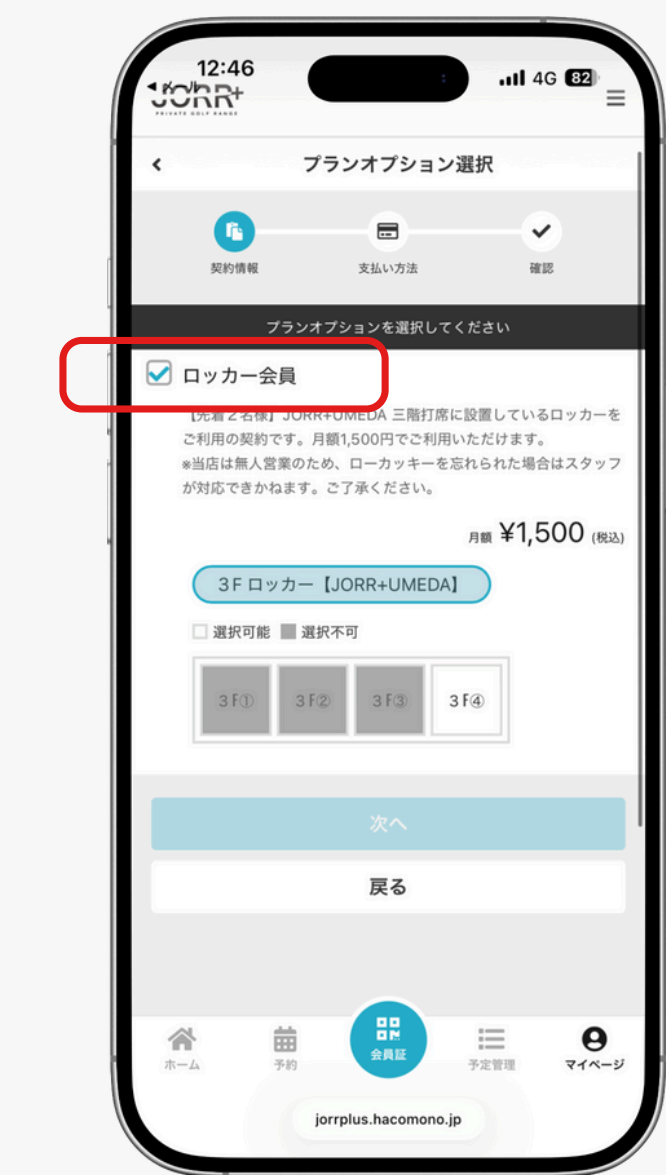 12:46
4G 82
JORR+
PRIVATE GOLF RANGE
プランオプション選択
契約情報
支払い方法
確認
プランオプションを選択してください
ロッカー会員
【先着2名様】JORR+UMEDA 三階打席に設置しているロッカーを
ご利用の契約です。月額1,500円でご利用いただけます。
※当店は無人営業のため、ローカッキーを忘れられた場合はスタッフ
が対応できかねます。ご了承ください。
月額 ¥1,500 (税込)
3F ロッカー【JORR+UMEDA】
選択可能 選択不可
3F① 3F② 3F③ 3F④
次へ
戻る
ホーム
予約
会員証
予定管理
マイページ
jorrplus.hacomono.jp